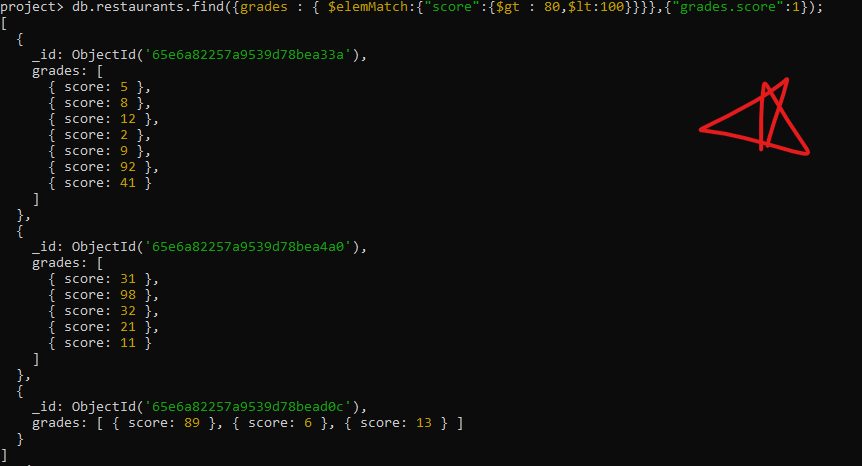 project> db.restaurants.find({grades : { $elemMatch:{"score":{$gt : 80,$lt:100}}}},{"grades.score":1});
[
  {
    _id: ObjectId('65e6a82257a9539d78bea33a'),
    grades: [
      { score: 5 },
      { score: 8 },
      { score: 12 },
      { score: 2 },
      { score: 9 },
      { score: 92 },
      { score: 41 }
    ]
  },
  {
    _id: ObjectId('65e6a82257a9539d78bea4a0'),
    grades: [
      { score: 31 },
      { score: 98 },
      { score: 32 },
      { score: 21 },
      { score: 11 }
    ]
  },
  {
    _id: ObjectId('65e6a82257a9539d78bead0c'),
    grades: [ { score: 89 }, { score: 6 }, { score: 13 } ]
  }
]